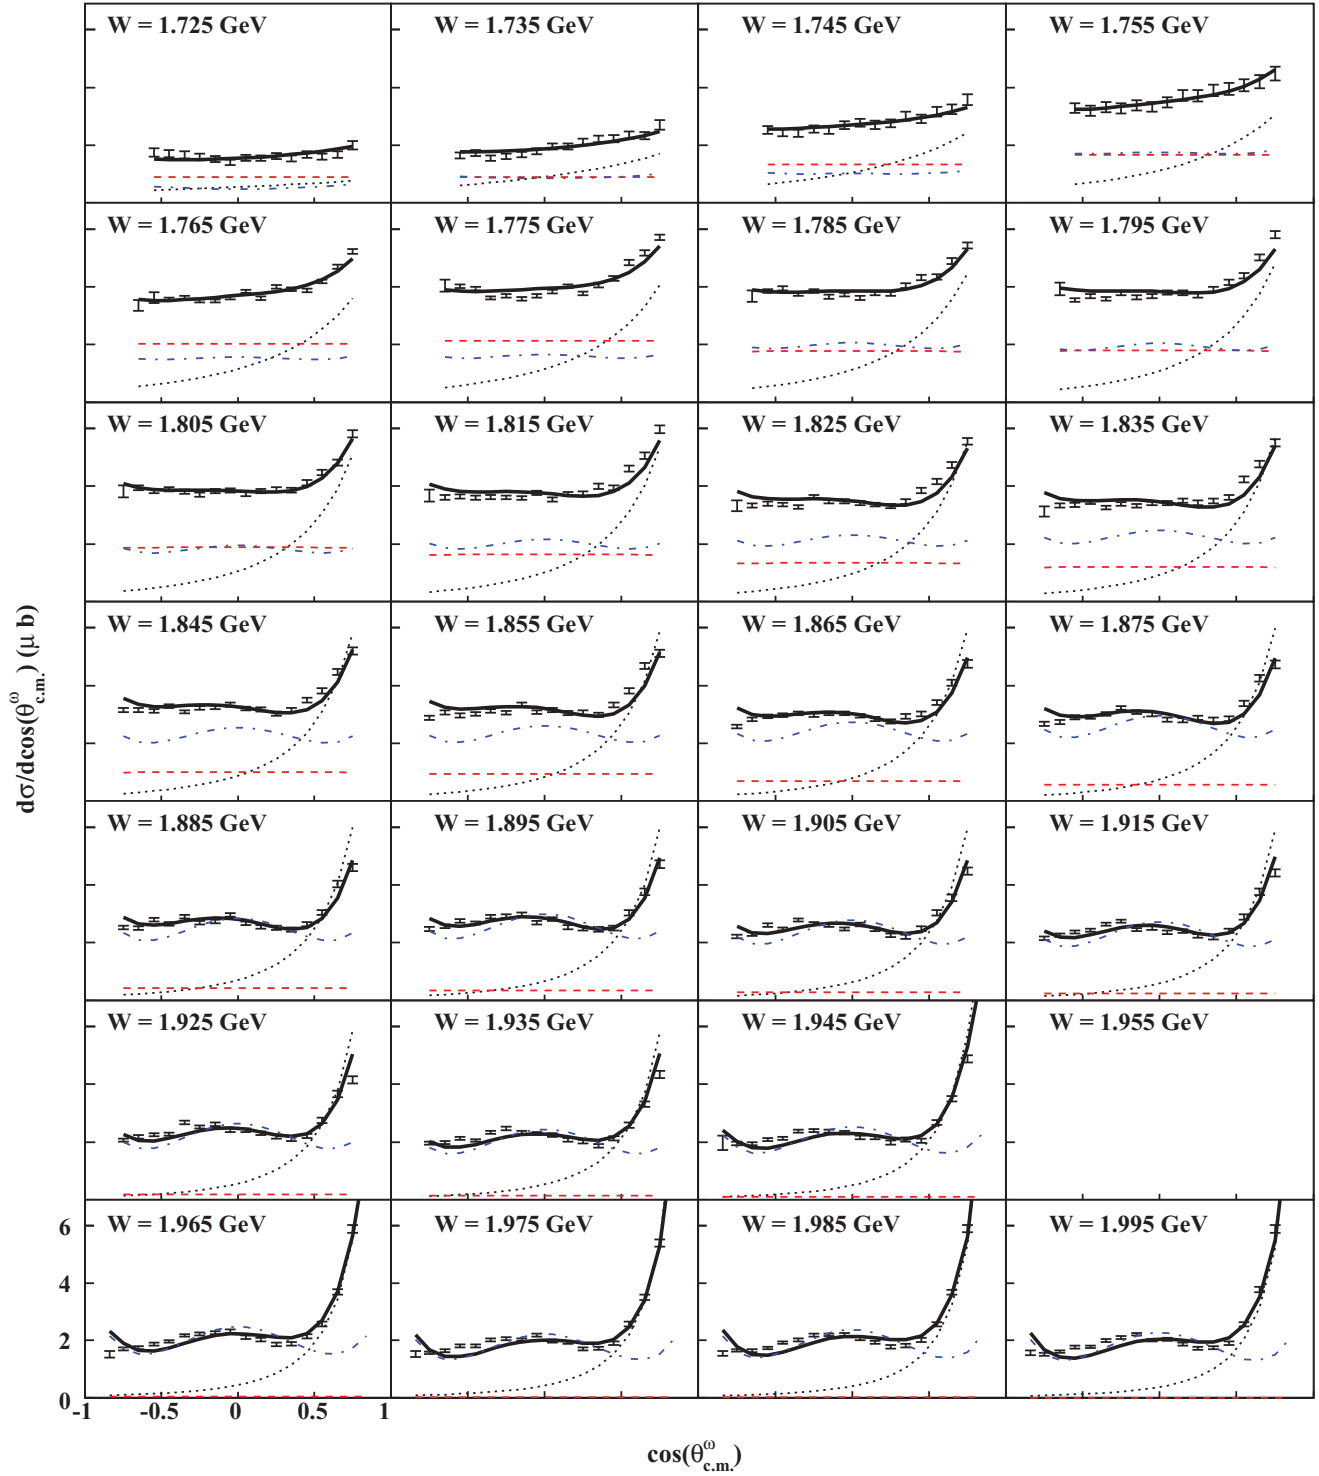 W = 1.725 GeV
W = 1.735 GeV
W = 1.745 GeV
W = 1.755 GeV
W = 1.765 GeV
W = 1.775 GeV
W = 1.785 GeV
W = 1.795 GeV
W = 1.805 GeV
W = 1.815 GeV
W = 1.825 GeV
W = 1.835 GeV
W = 1.845 GeV
W = 1.855 GeV
W = 1.865 GeV
W = 1.875 GeV
W = 1.885 GeV
W = 1.895 GeV
W = 1.905 GeV
W = 1.915 GeV
W = 1.925 GeV
W = 1.935 GeV
W = 1.945 GeV
W = 1.955 GeV
W = 1.965 GeV
W = 1.975 GeV
W = 1.985 GeV
W = 1.995 GeV
6
4
2
0
-1
-0.5
0
0.5
1
dσ/dcos(θ^ω_c.m.) (μ b)
cos(θ^ω_c.m.)